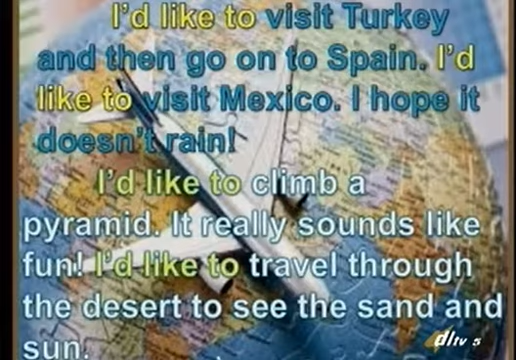 I'd like to visit Turkey
and then go on to Spain. I'd
like to visit Mexico. I hope it
doesn't rain!
I'd like to climb a
pyramid. It really sounds like
fun! I'd like to travel through
the desert to see the sand and
sun.
dltv 5